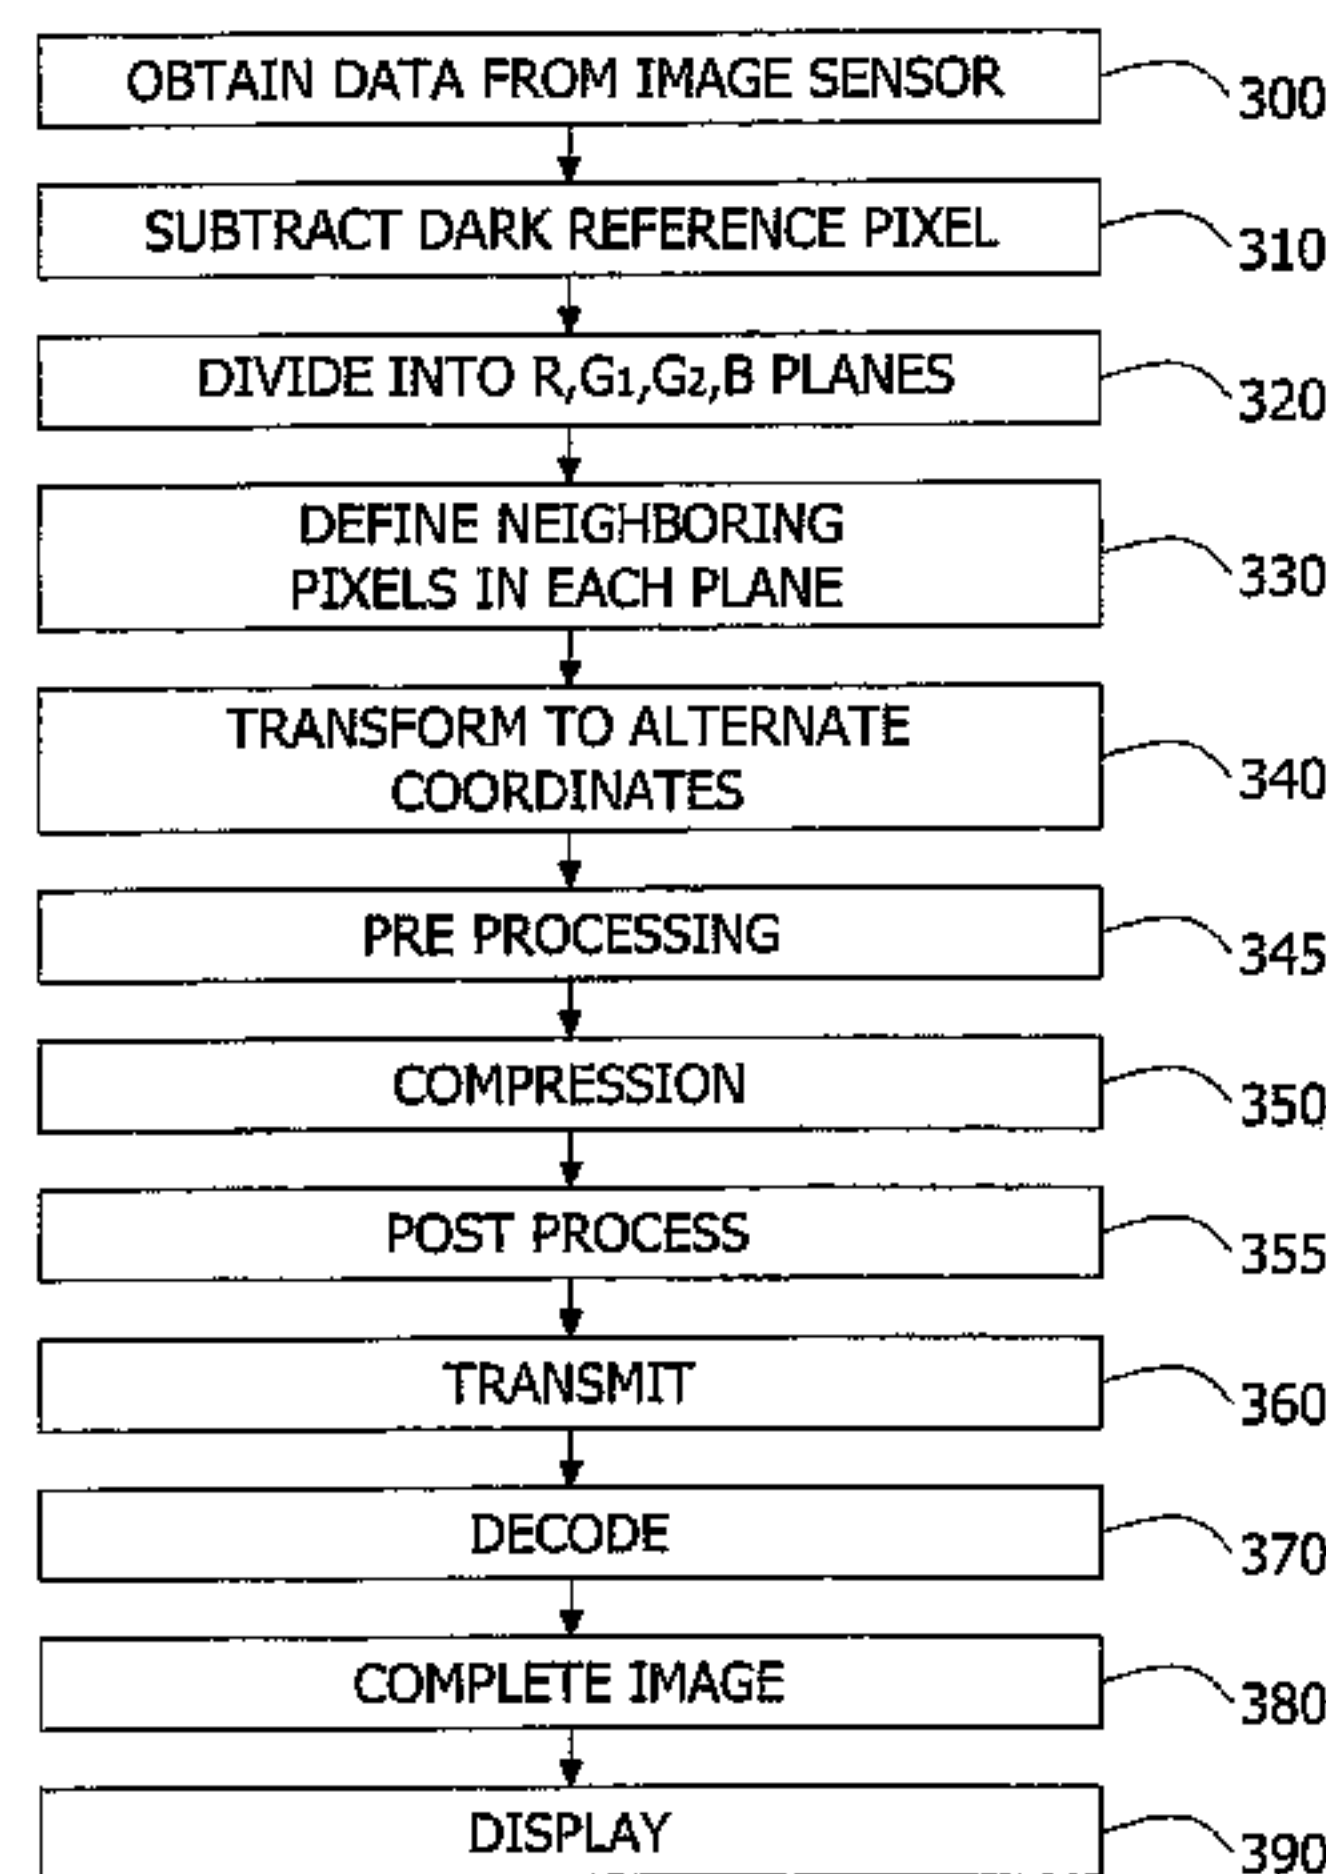 OBTAIN DATA FROM IMAGE SENSOR 300
SUBTRACT DARK REFERENCE PIXEL 310
DIVIDE INTO R,G1,G2,B PLANES 320
DEFINE NEIGHBORING
PIXELS IN EACH PLANE 330
TRANSFORM TO ALTERNATE
COORDINATES 340
PRE PROCESSING 345
COMPRESSION 350
POST PROCESS 355
TRANSMIT 360
DECODE 370
COMPLETE IMAGE 380
DISPLAY 390